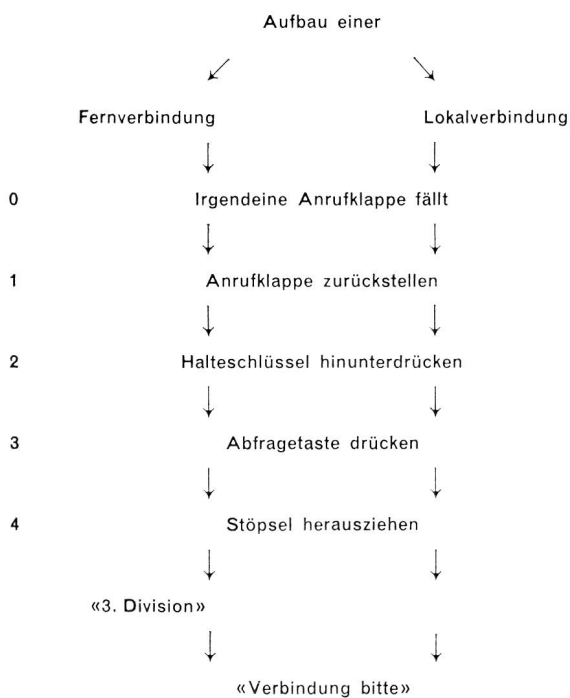 Aufbau einer
Fernverbindung Lokalverbindung
0 Irgendeine Anrufklappe fällt
1 Anrufklappe zurückstellen
2 Halteschlüssel hinunterdrücken
3 Abfragetaste drücken
4 Stöpsel herausziehen
«3. Division»
«Verbindung bitte»